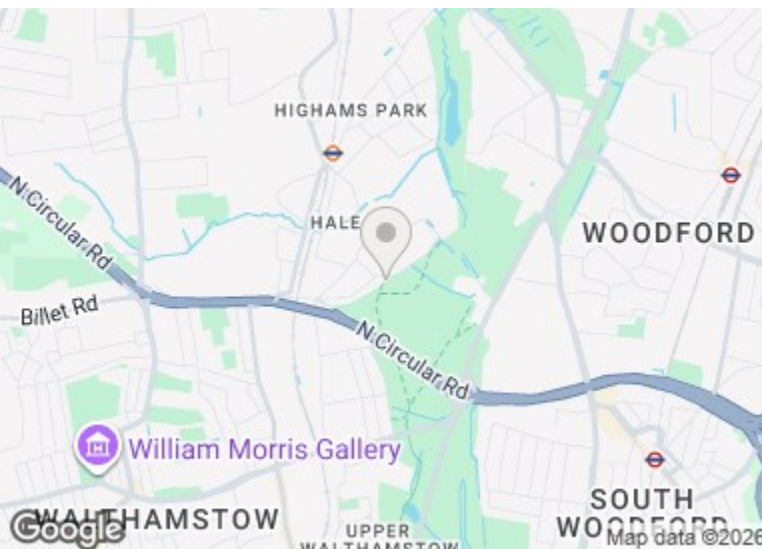 HIGHAMS PARK
N Circular Rd
HALE
WOODFORD
Billet Rd
N Circular Rd
William Morris Gallery
SOUTH
WOODFORD
WALTHAMSTOW
UPPER
WALTHAMSTOW
Google
Map data ©2026